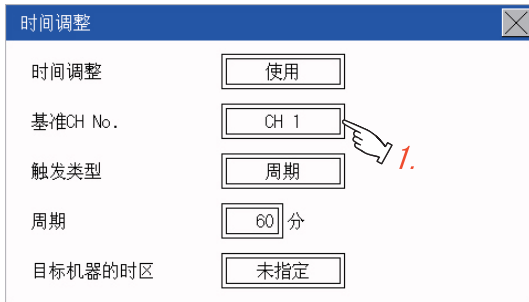 时间调整
时间调整 使用
基准CH No. CH 1
1.
触发类型 周期
周期 60 分
目标机器的时区 未指定